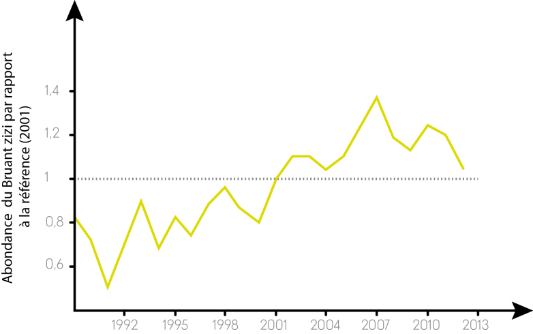 Abondance du Bruant zizi par rapport
à la référence (2001)
1,4
1,2
1
0,8
0,6
1992 1995 1998 2001 2004 2007 2010 2013